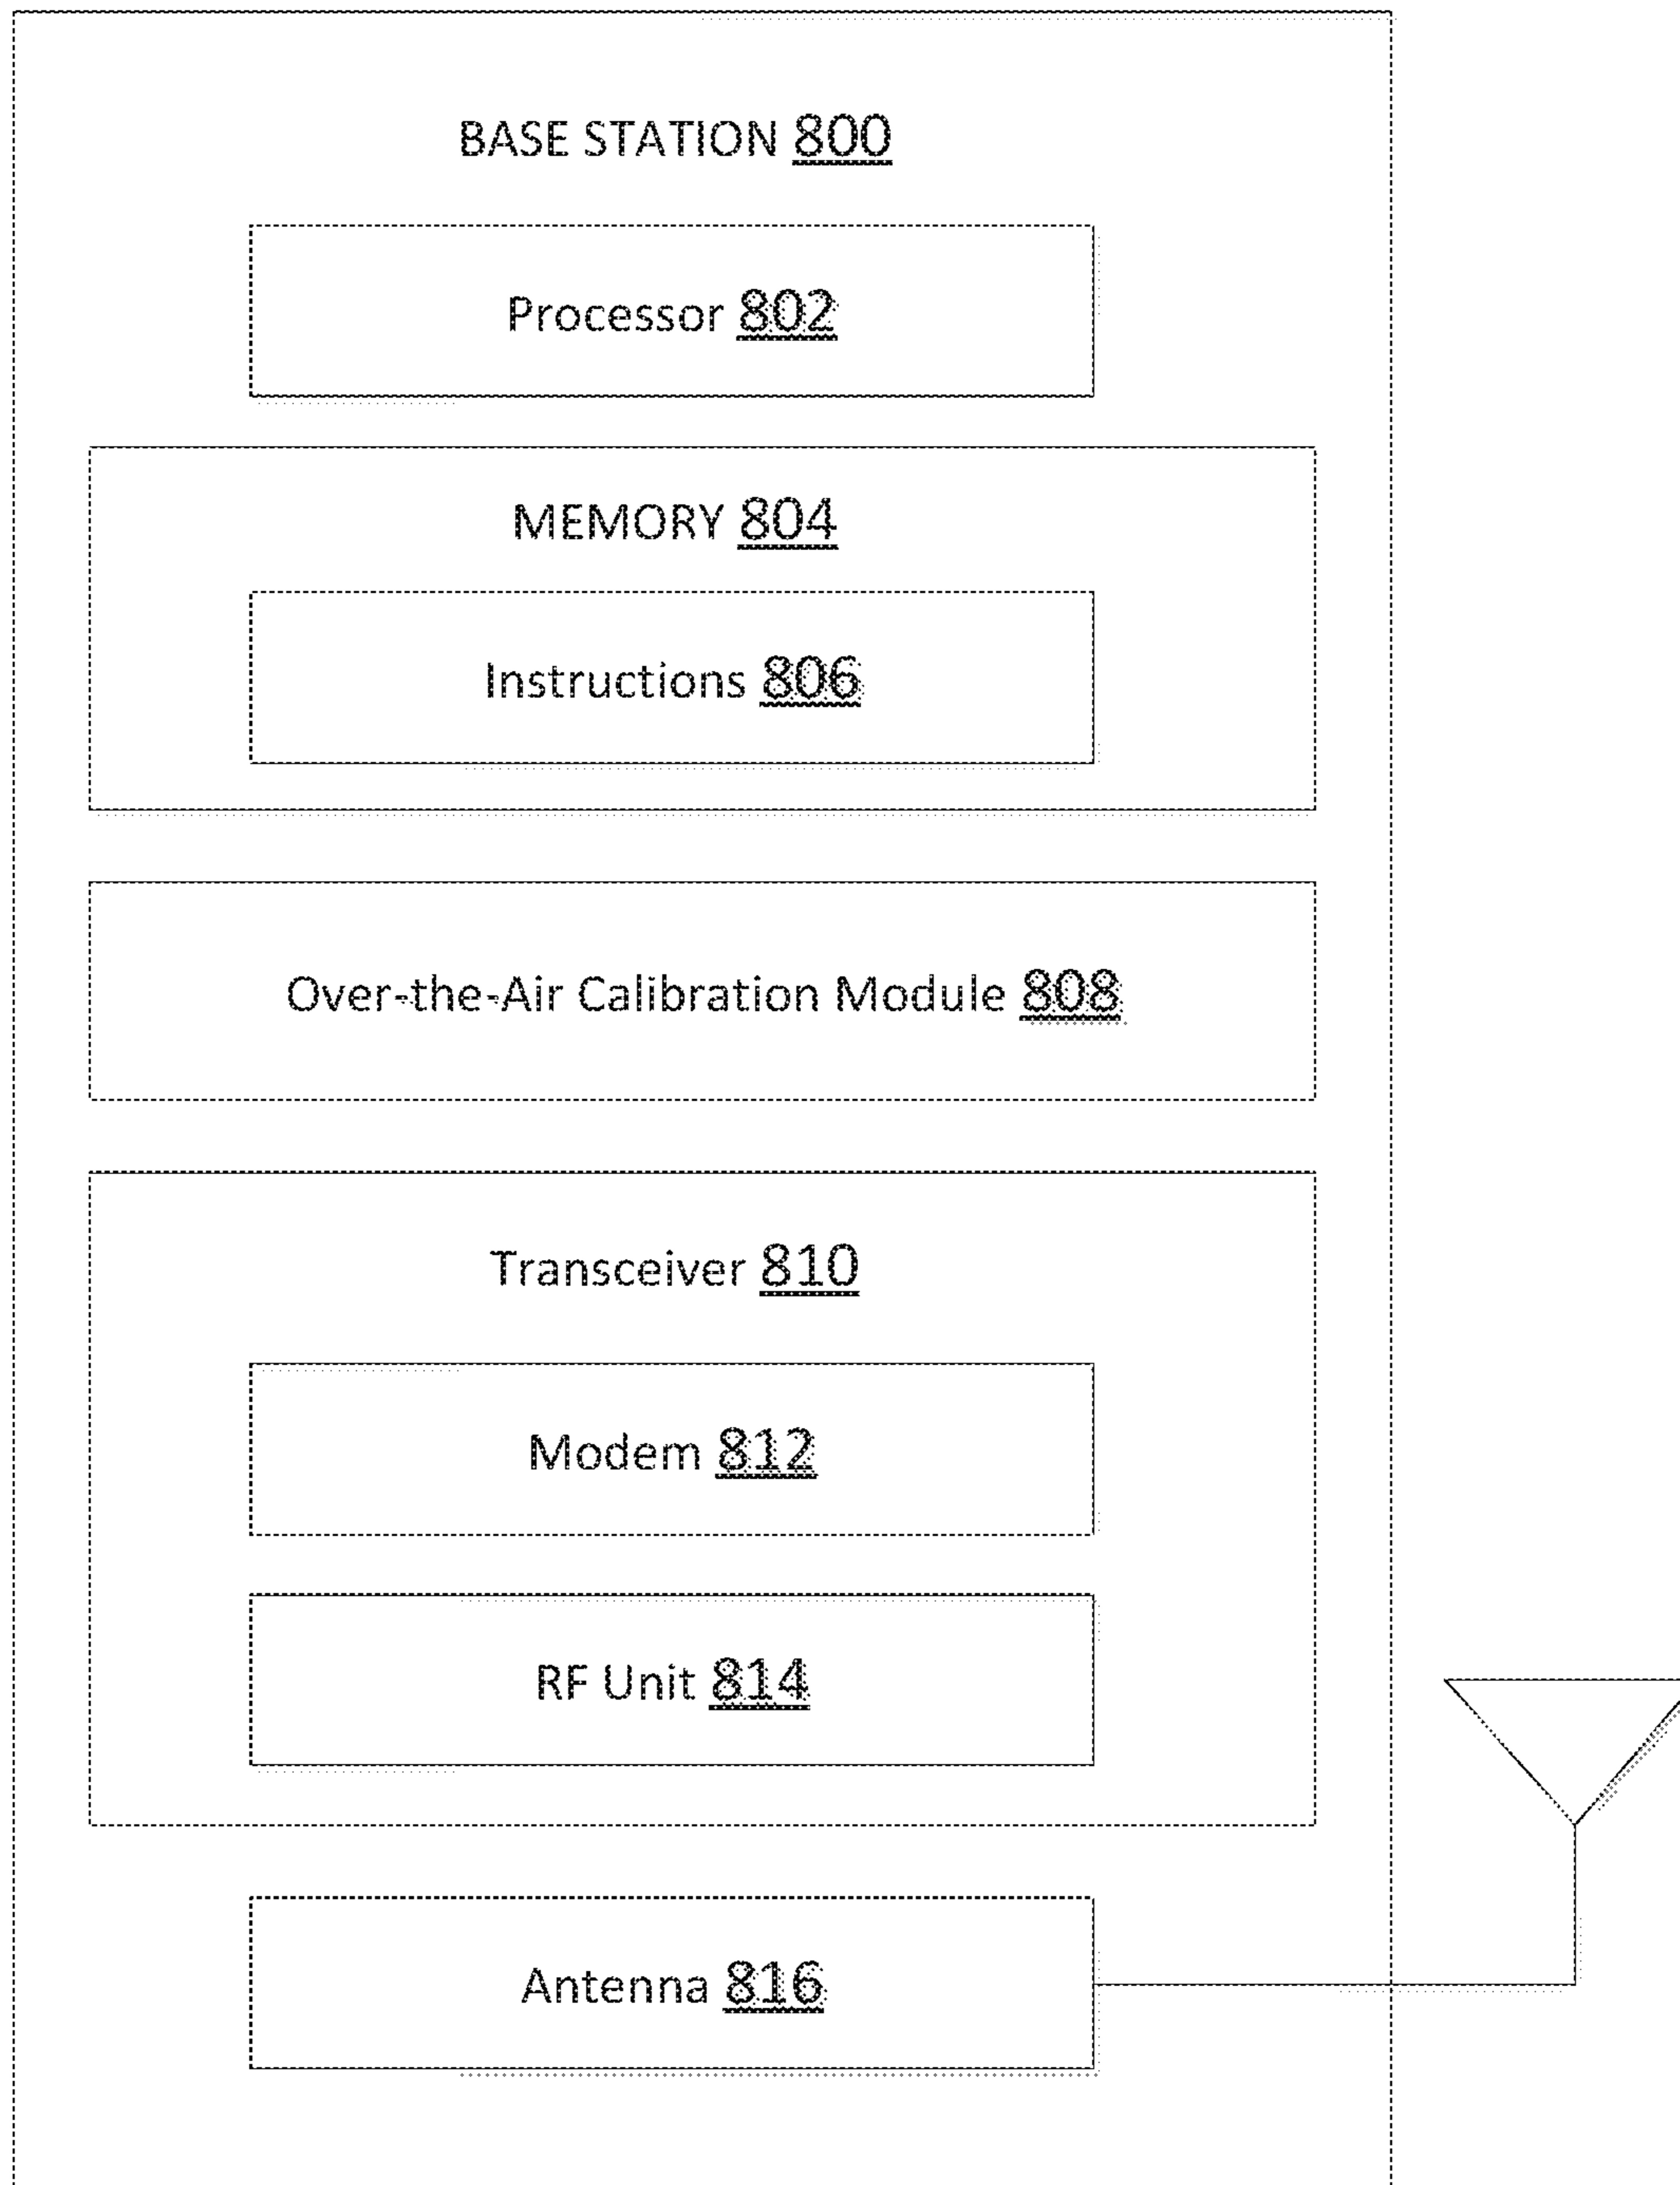 BASE STATION 800
Processor 802
MEMORY 804
Instructions 806
Over-the-Air Calibration Module 808
Transceiver 810
Modem 812
RF Unit 814
Antenna 816